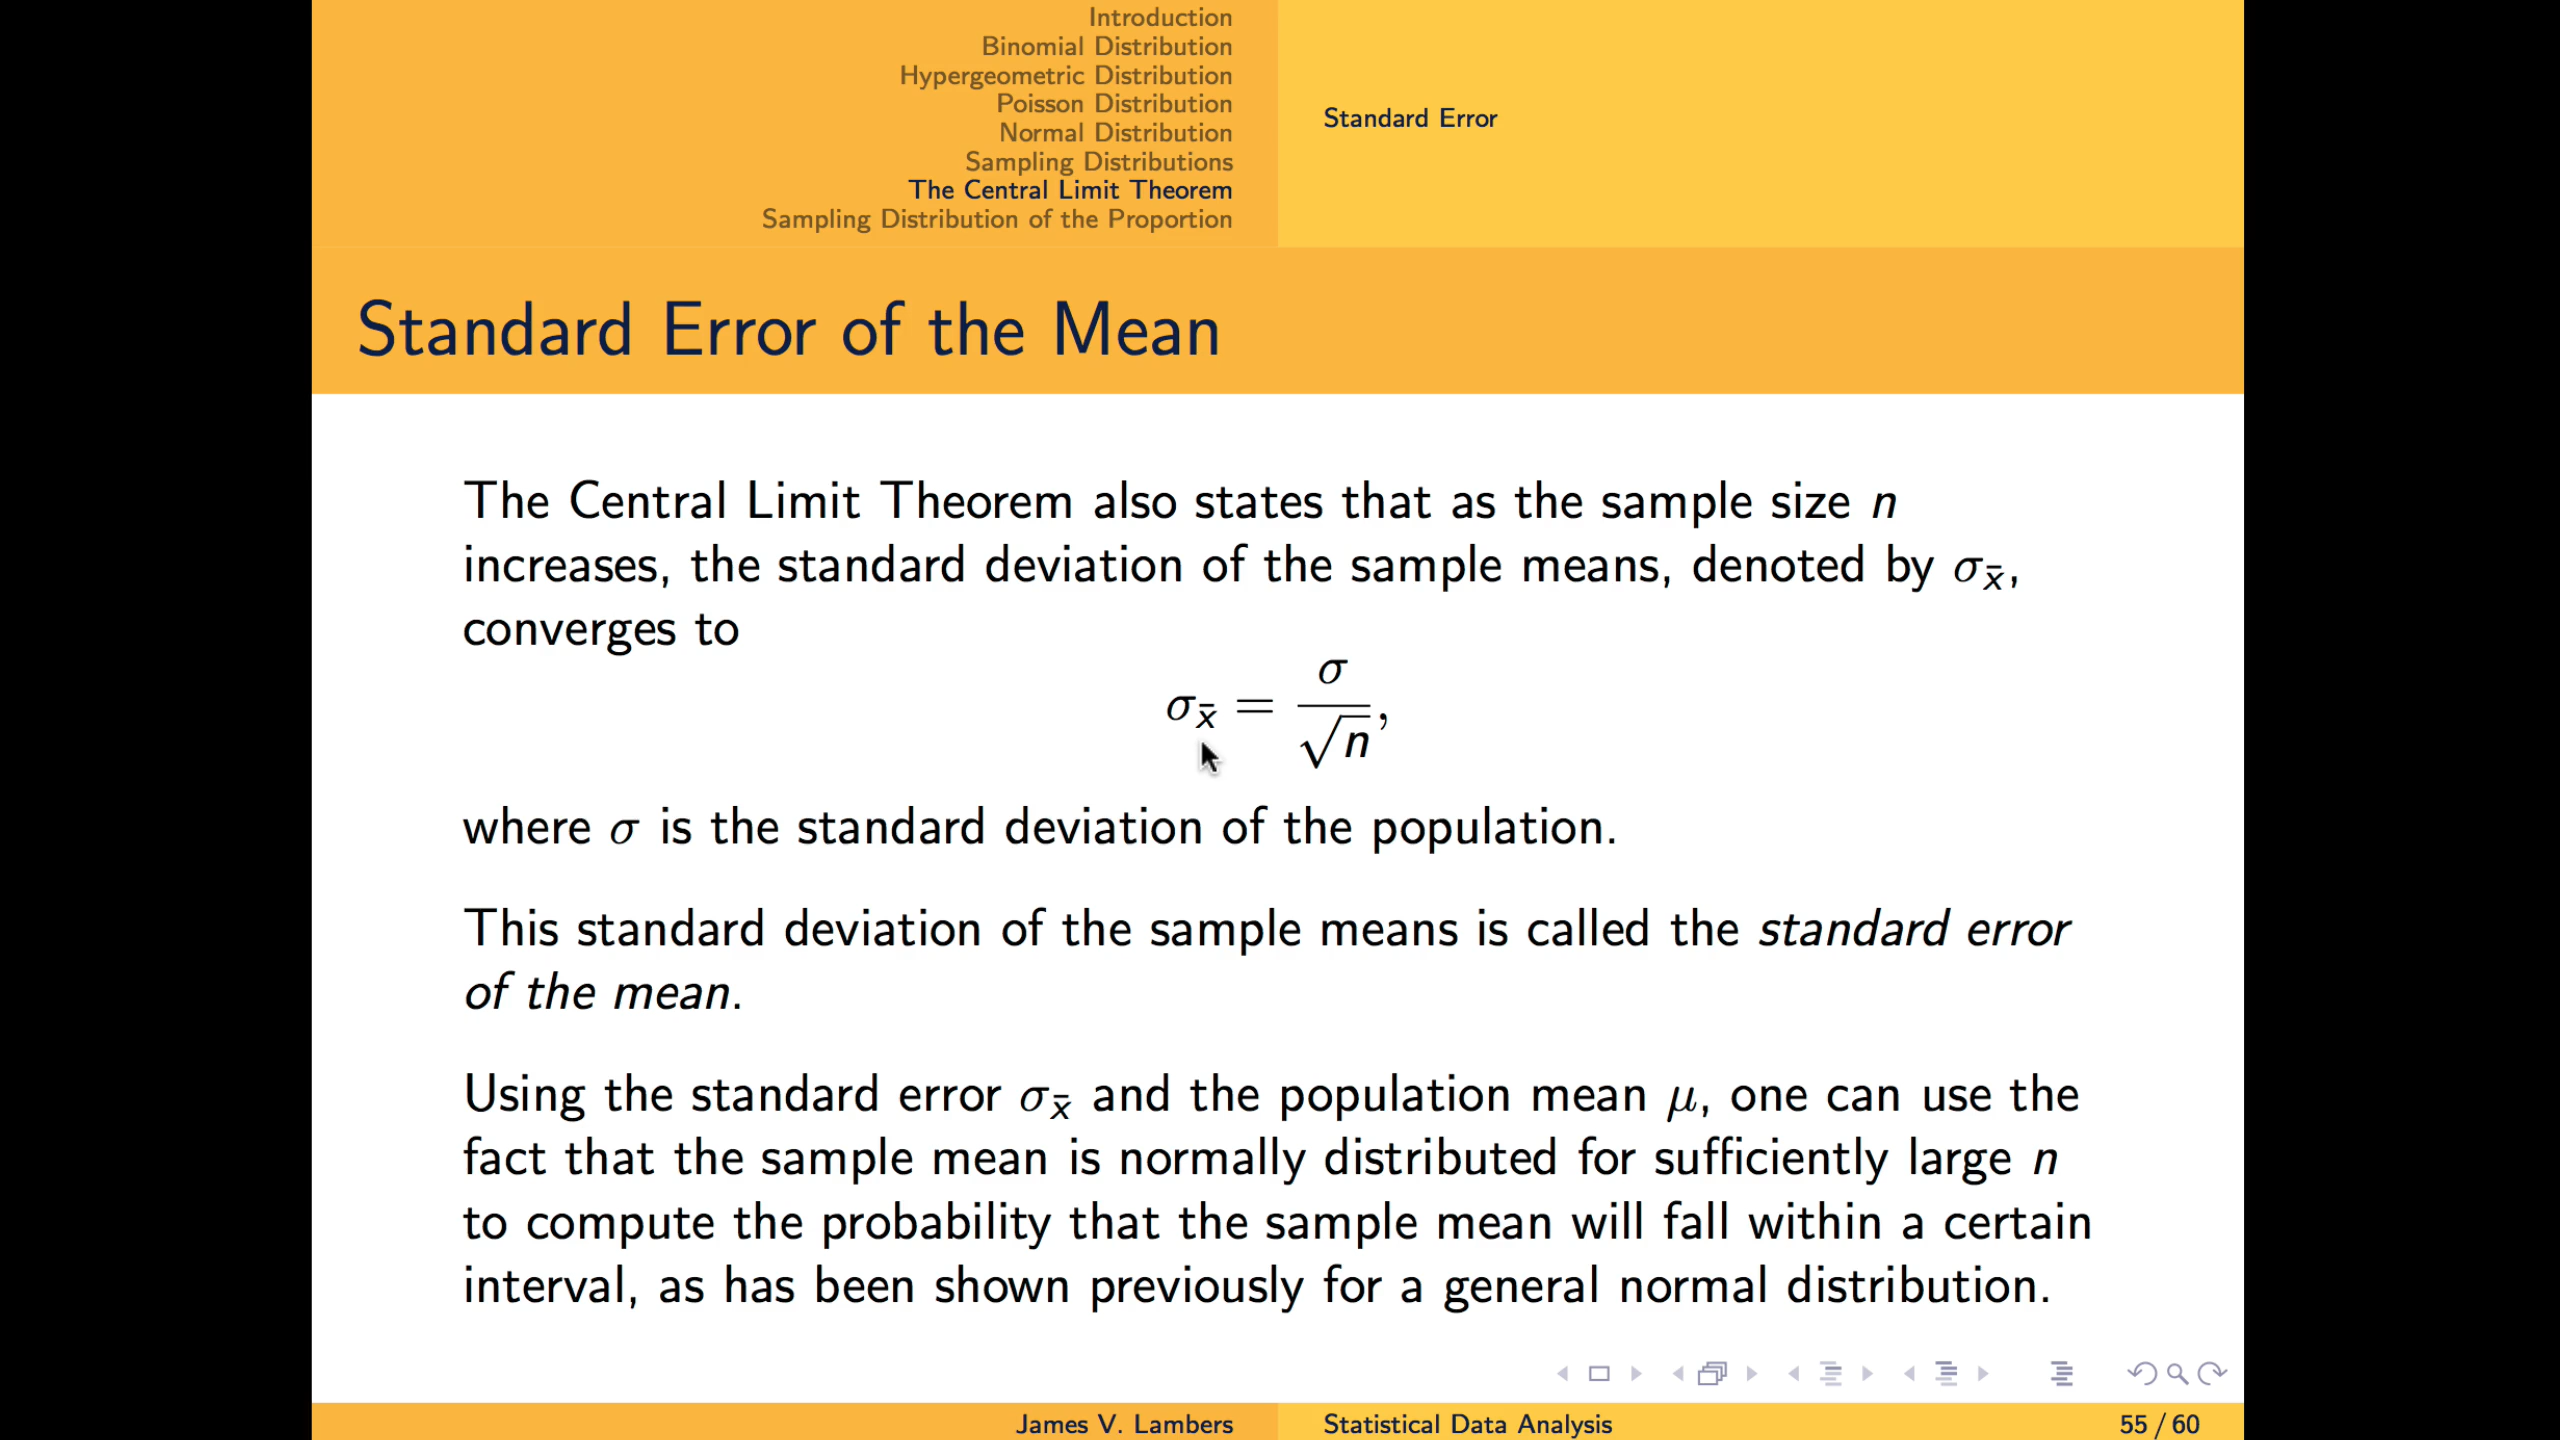 Introduction
Binomial Distribution
Hypergeometric Distribution
Poisson Distribution
Normal Distribution
Sampling Distributions
The Central Limit Theorem
Sampling Distribution of the Proportion
Standard Error
Standard Error of the Mean
The Central Limit Theorem also states that as the sample size n
increases, the standard deviation of the sample means, denoted by σ_x̄,
converges to
σ_x̄ = σ/√n,
where σ is the standard deviation of the population.
This standard deviation of the sample means is called the standard error
of the mean.
Using the standard error σ_x̄ and the population mean μ, one can use the
fact that the sample mean is normally distributed for sufficiently large n
to compute the probability that the sample mean will fall within a certain
interval, as has been shown previously for a general normal distribution.
James V. Lambers
Statistical Data Analysis
55 / 60